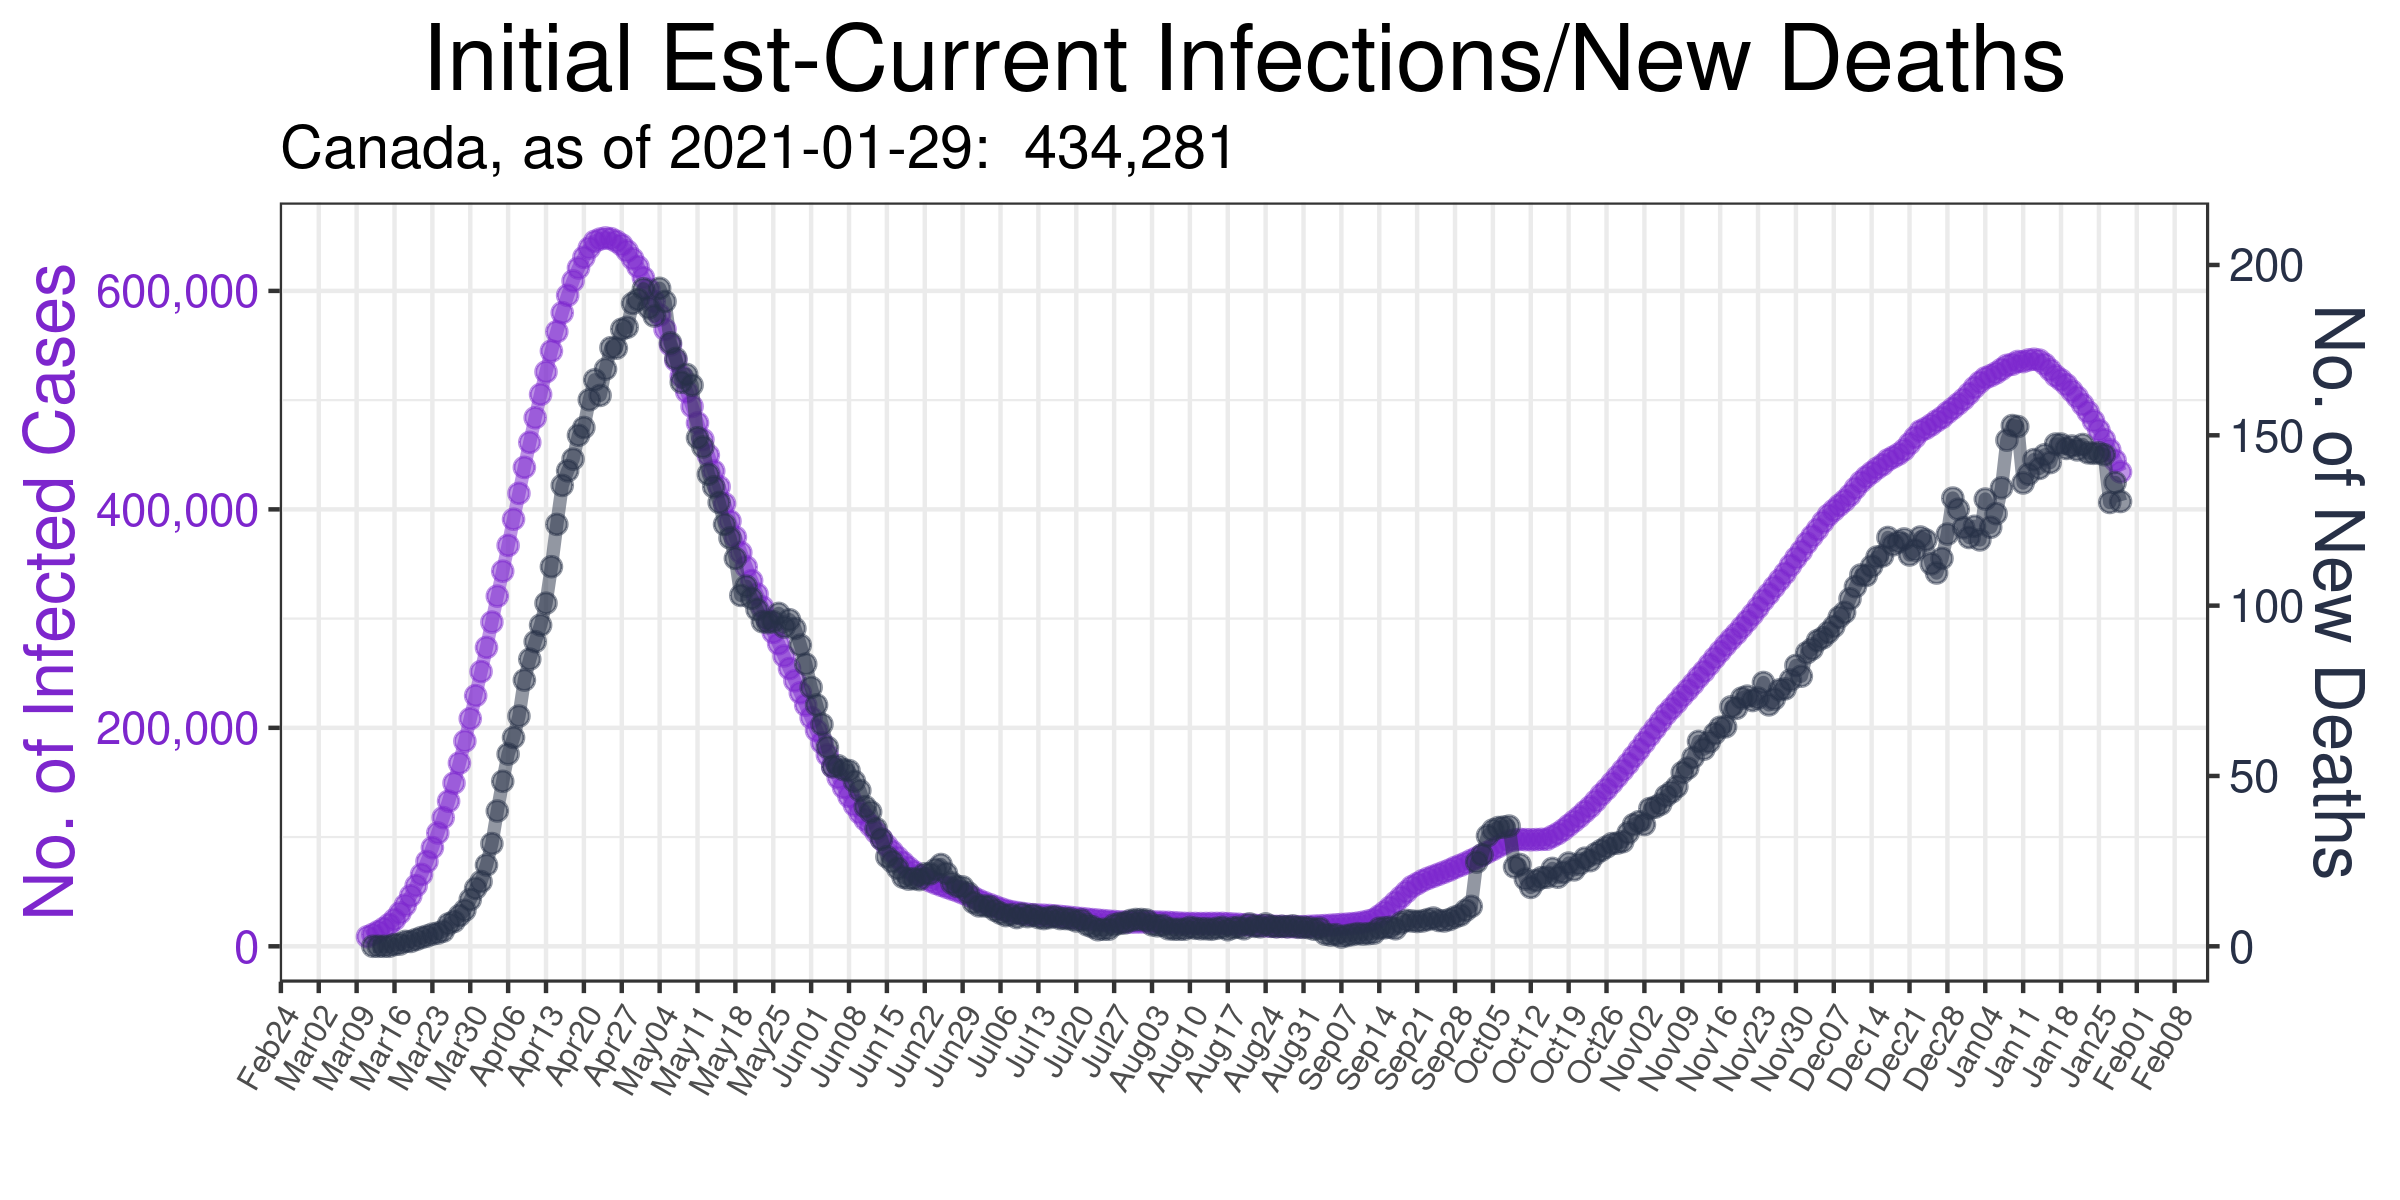 Initial Est-Current Infections/New Deaths
Canada, as of 2021-01-29:  434,281
No. of Infected Cases
600,000
400,000
200,000
0
200
150
100
50
0
No. of New Deaths
Feb24
Mar02
Mar09
Mar16
Mar23
Mar30
Apr06
Apr13
Apr20
Apr27
May04
May11
May18
May25
Jun01
Jun08
Jun15
Jun22
Jun29
Jul06
Jul13
Jul20
Jul27
Aug03
Aug10
Aug17
Aug24
Aug31
Sep07
Sep14
Sep21
Sep28
Oct05
Oct12
Oct19
Oct26
Nov02
Nov09
Nov16
Nov23
Nov30
Dec07
Dec14
Dec21
Dec28
Jan04
Jan11
Jan18
Jan25
Feb01
Feb08